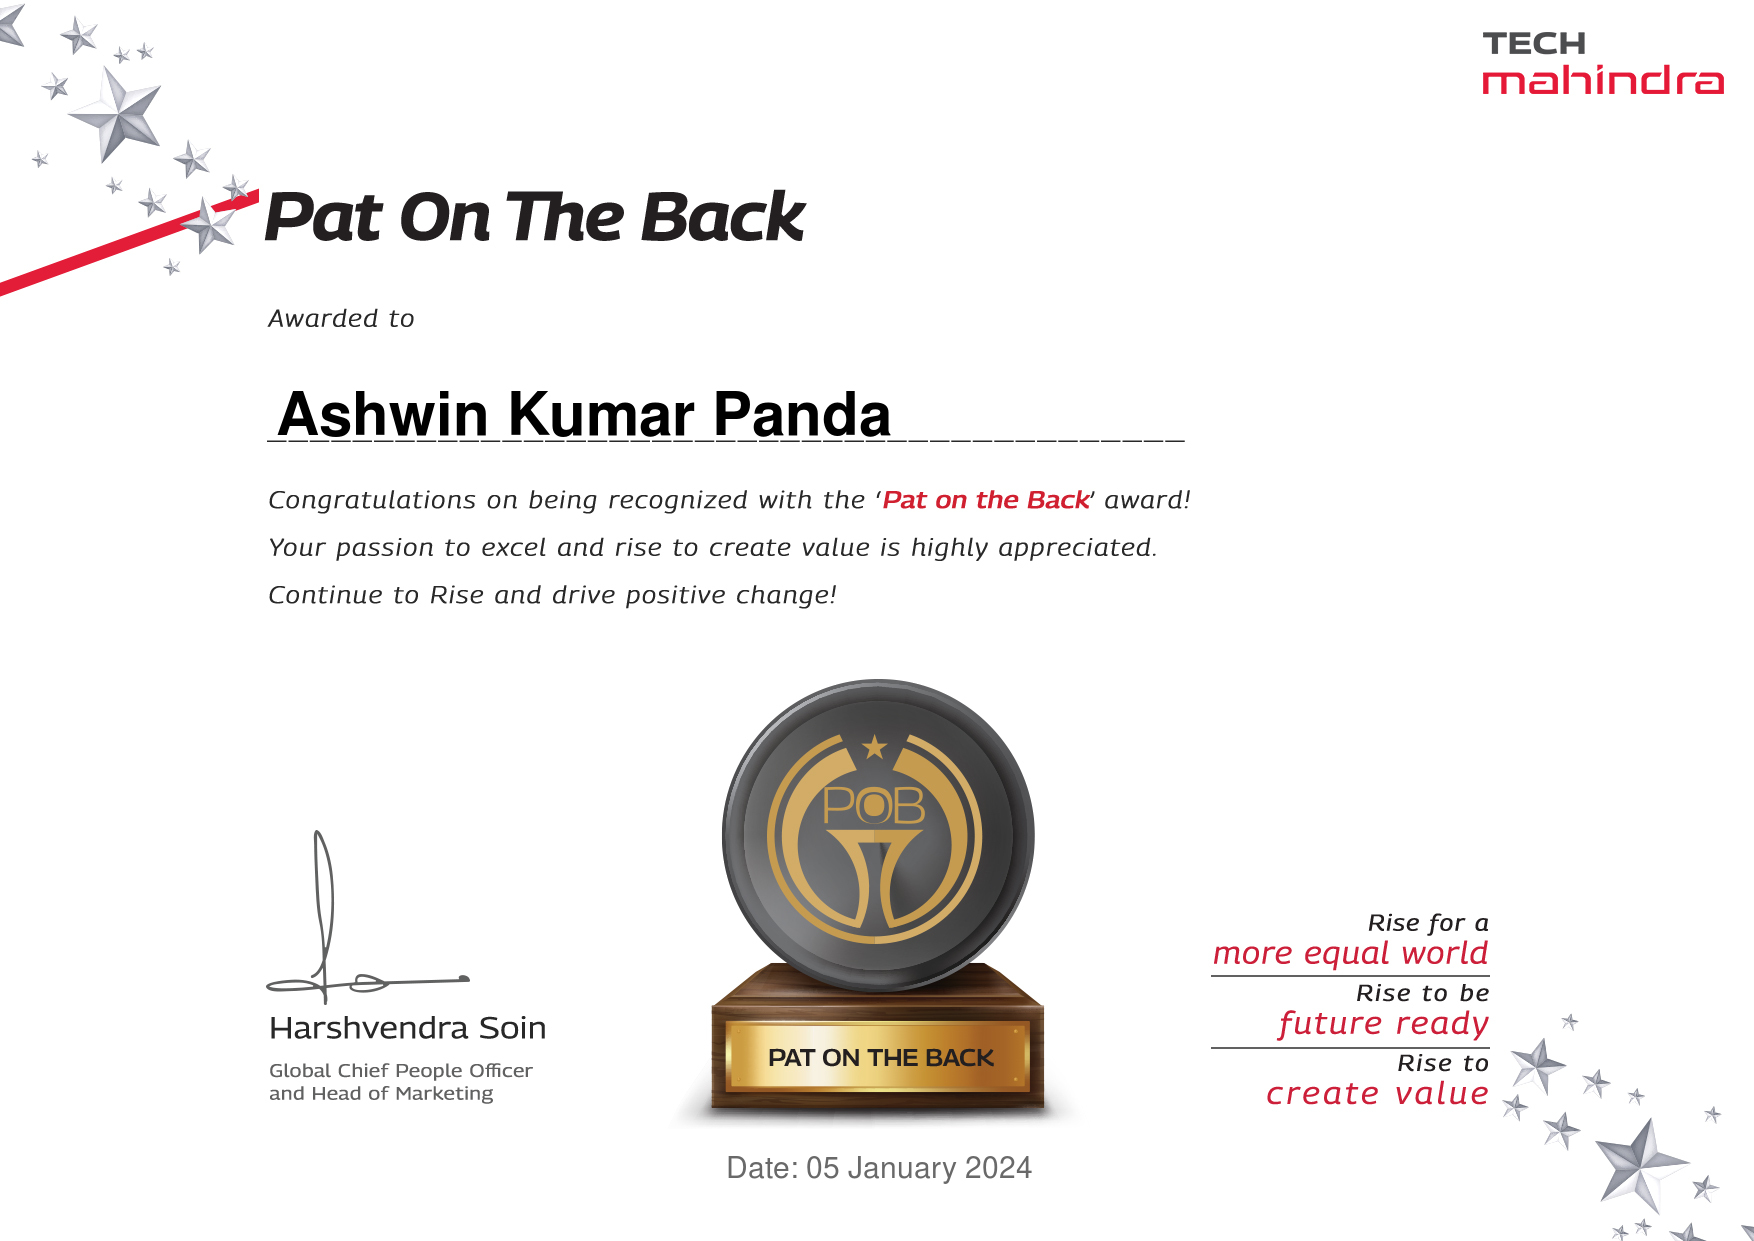 TECH
mahindra
Pat On The Back
Awarded to
Ashwin Kumar Panda
Congratulations on being recognized with the ‘Pat on the Back’ award!
Your passion to excel and rise to create value is highly appreciated.
Continue to Rise and drive positive change!
POB
PAT ON THE BACK
Harshvendra Soin
Global Chief People Officer
and Head of Marketing
Rise for a
more equal world
Rise to be
future ready
Rise to
create value
Date: 05 January 2024